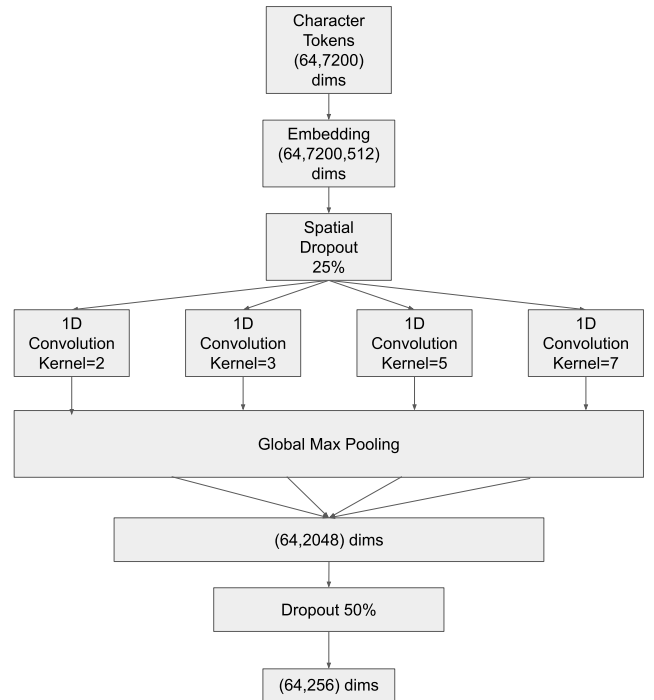 Character
Tokens
(64,7200)
dims
Embedding
(64,7200,512)
dims
Spatial
Dropout
25%
1D
Convolution
Kernel=2
1D
Convolution
Kernel=3
1D
Convolution
Kernel=5
1D
Convolution
Kernel=7
Global Max Pooling
(64,2048) dims
Dropout 50%
(64,256) dims